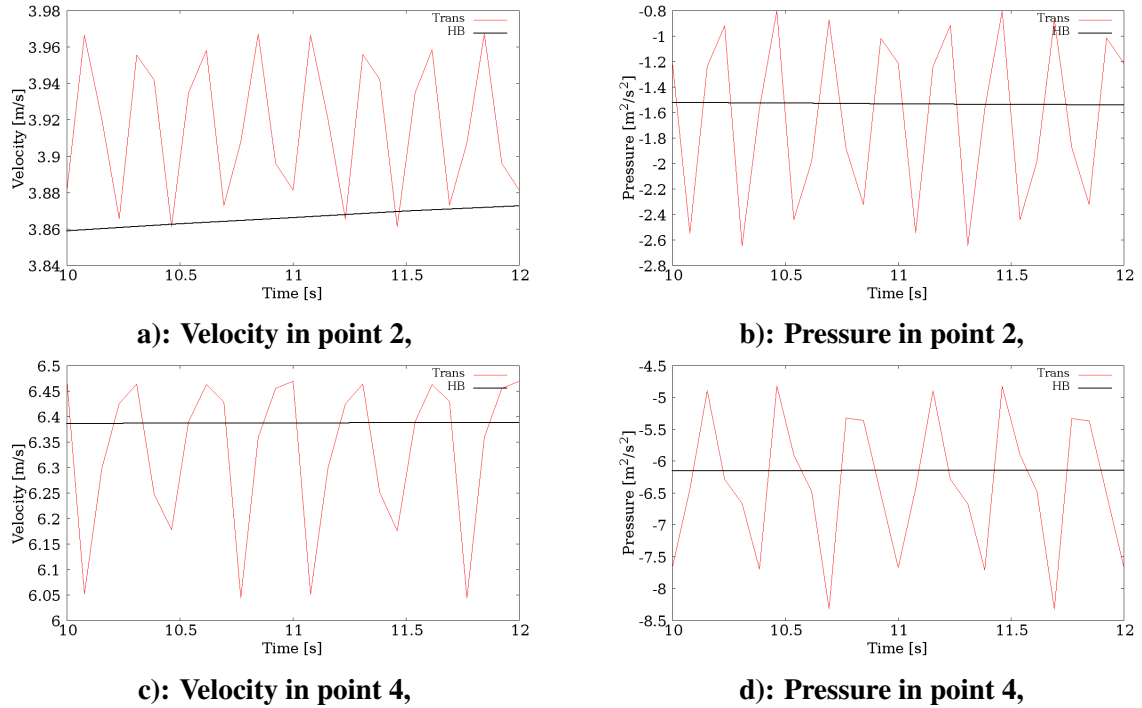 3.98
3.96
3.94
3.92
3.9
3.88
3.86
3.84
Velocity [m/s]
Trans
HB
10 10.5 11 11.5 12
Time [s]
a): Velocity in point 2,
-0.8
-1
-1.2
-1.4
-1.6
-1.8
-2
-2.2
-2.4
-2.6
-2.8
Pressure [m²/s²]
Trans
HB
10 10.5 11 11.5 12
Time [s]
b): Pressure in point 2,
6.5
6.45
6.4
6.35
6.3
6.25
6.2
6.15
6.1
6.05
6
Velocity [m/s]
Trans
HB
10 10.5 11 11.5 12
Time [s]
c): Velocity in point 4,
-4.5
-5
-5.5
-6
-6.5
-7
-7.5
-8
-8.5
Pressure [m²/s²]
Trans
HB
10 10.5 11 11.5 12
Time [s]
d): Pressure in point 4,